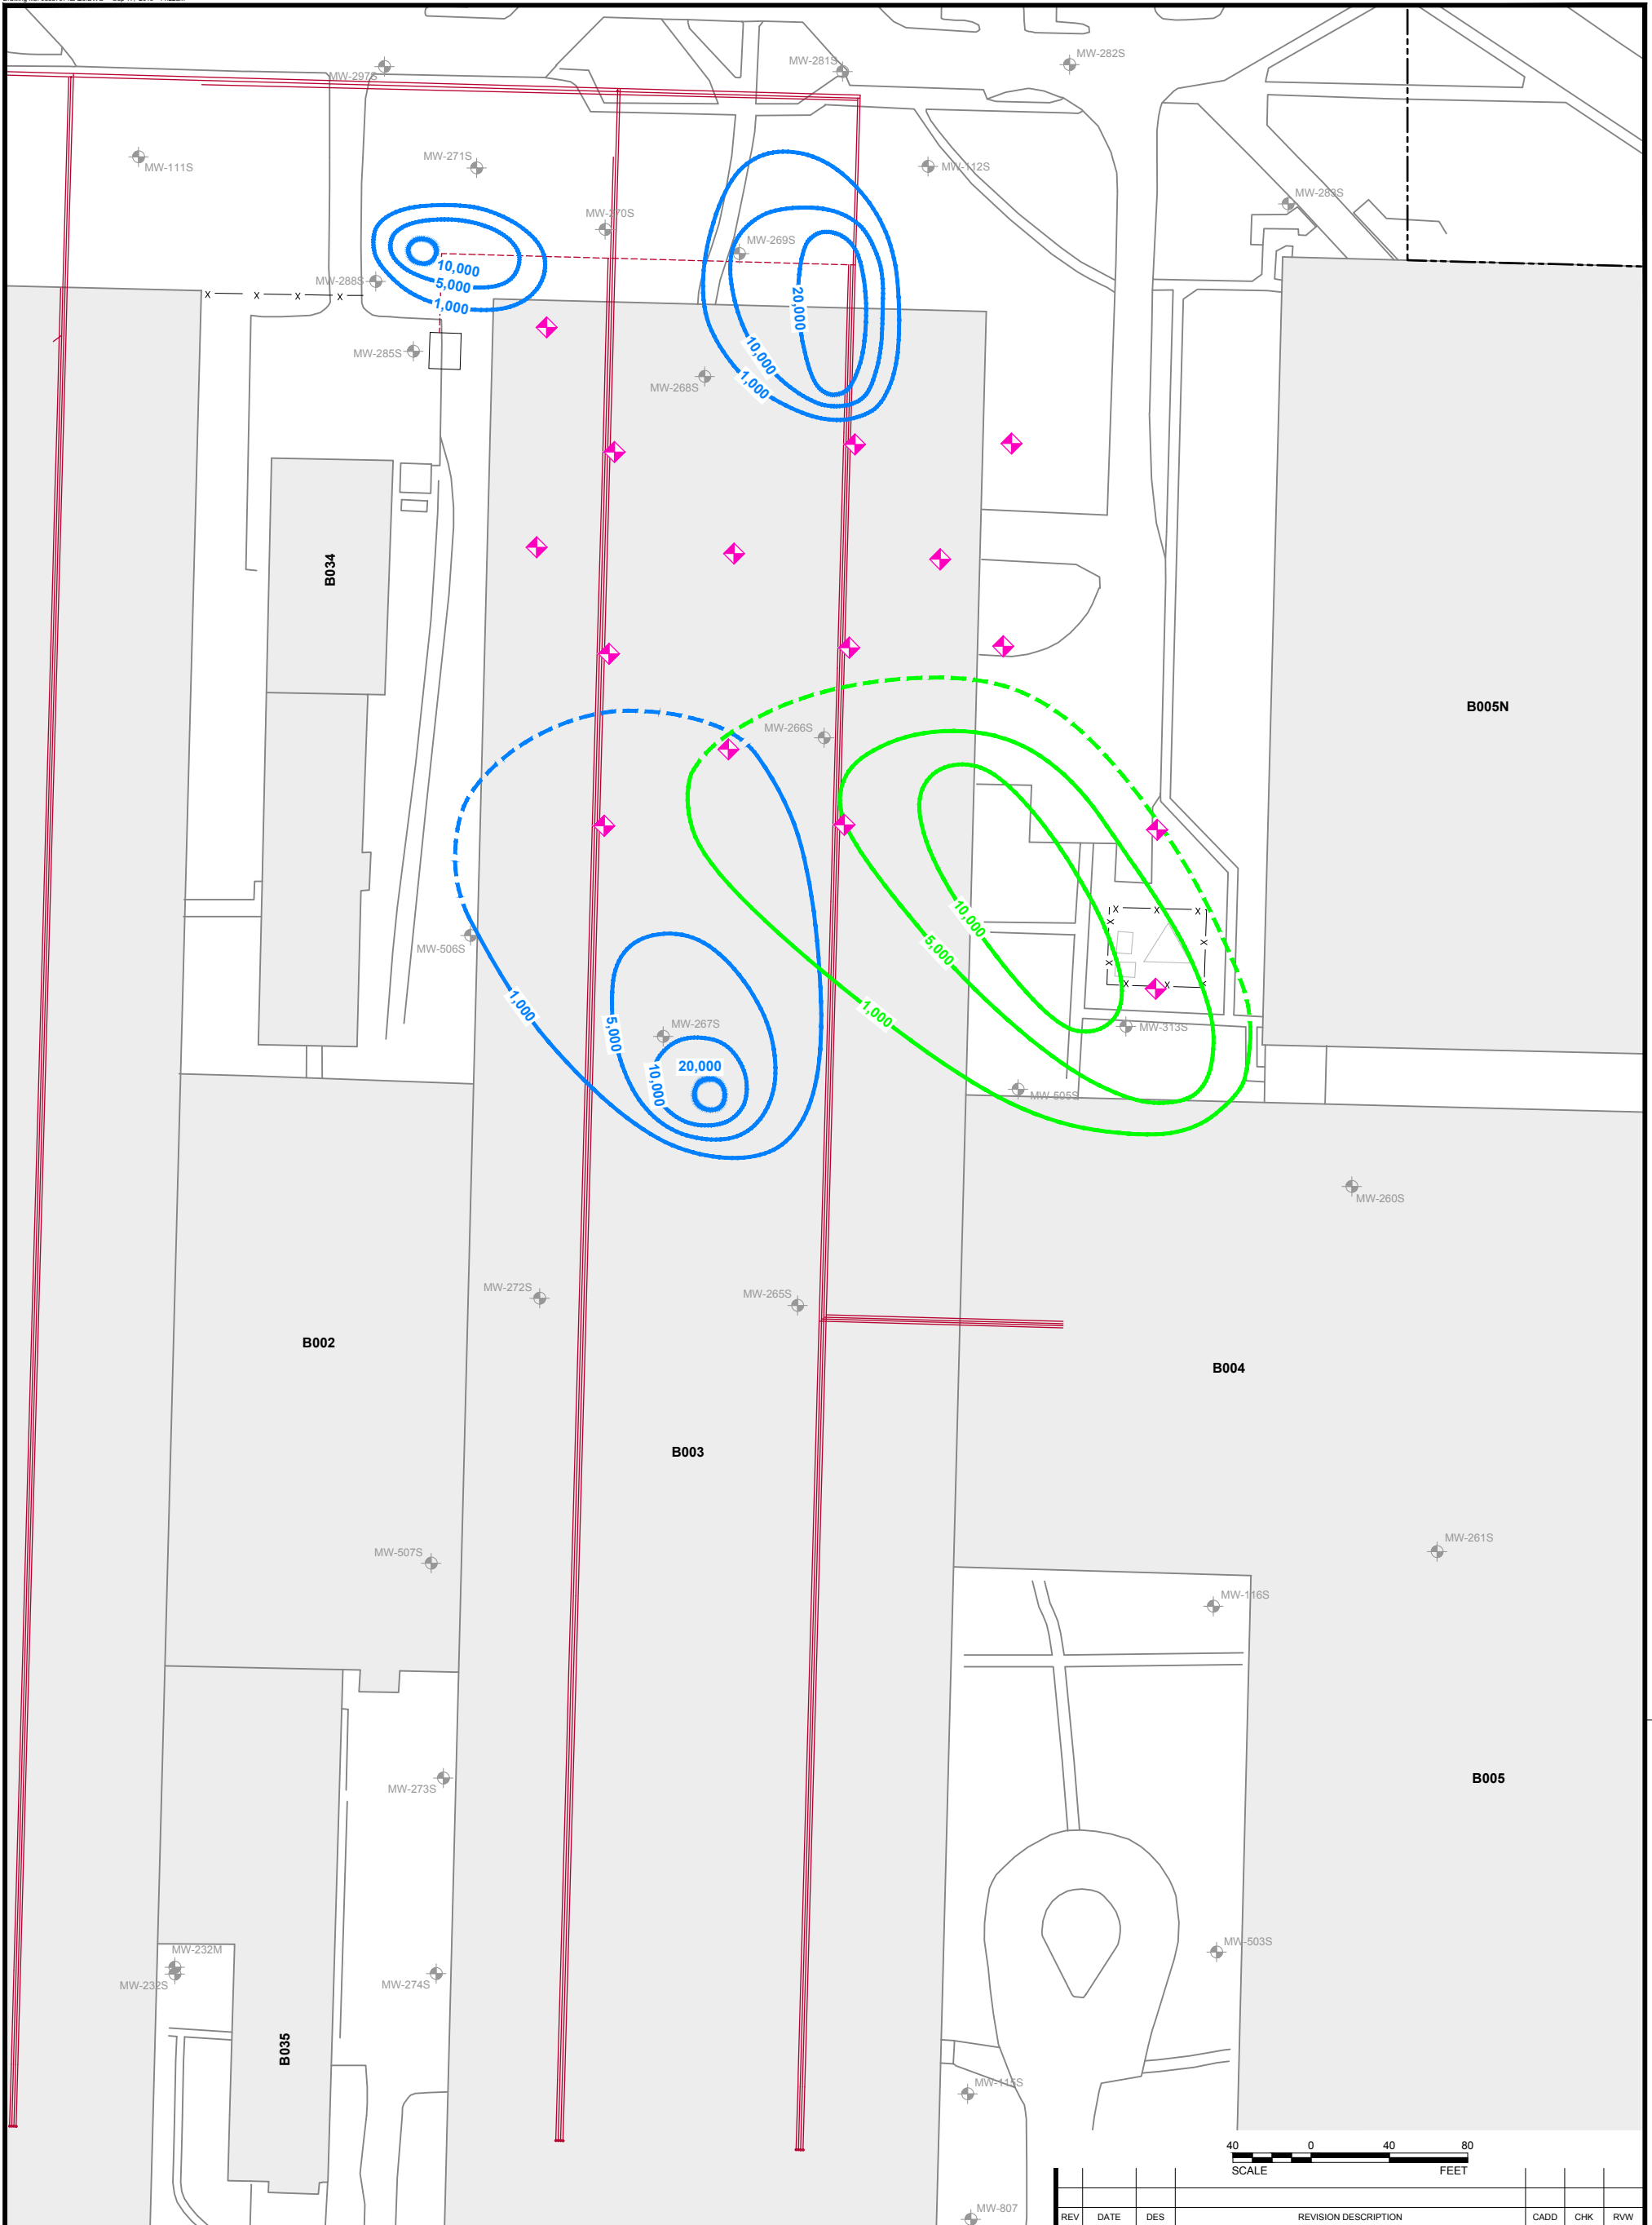 MW-282S
MW-281S
MW-297S
MW-271S
MW-111S
MW-112S
MW-283S
MW-270S
MW-269S
10,000
5,000
1,000
MW-288S
X X X X
20,000
10,000
1,000
MW-285S
MW-268S
B034
B005N
MW-266S
10,000
5,000
1,000
X X X
X X
X X
X X X
MW-506S
1,000
5,000
10,000
20,000
MW-267S
MW-313S
MW-505S
MW-260S
MW-272S
MW-265S
B002
B004
B003
MW-507S
MW-261S
MW-116S
MW-273S
B005
MW-232M
MW-232S
MW-274S
MW-503S
B035
MW-115S
40 0 40 80
SCALE FEET
MW-807
REV DATE DES REVISION DESCRIPTION CADD CHK RVW